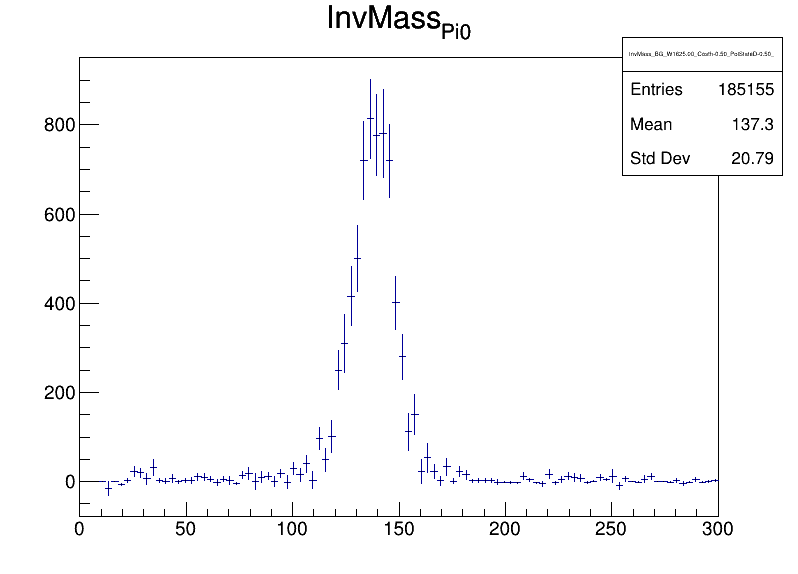 InvMass_Pi0
InvMass_BG_W1625.00_Costh-0.50_PolStateD-0.50_
Entries 185155
Mean 137.3
Std Dev 20.79
800
600
400
200
0
0 50 100 150 200 250 300